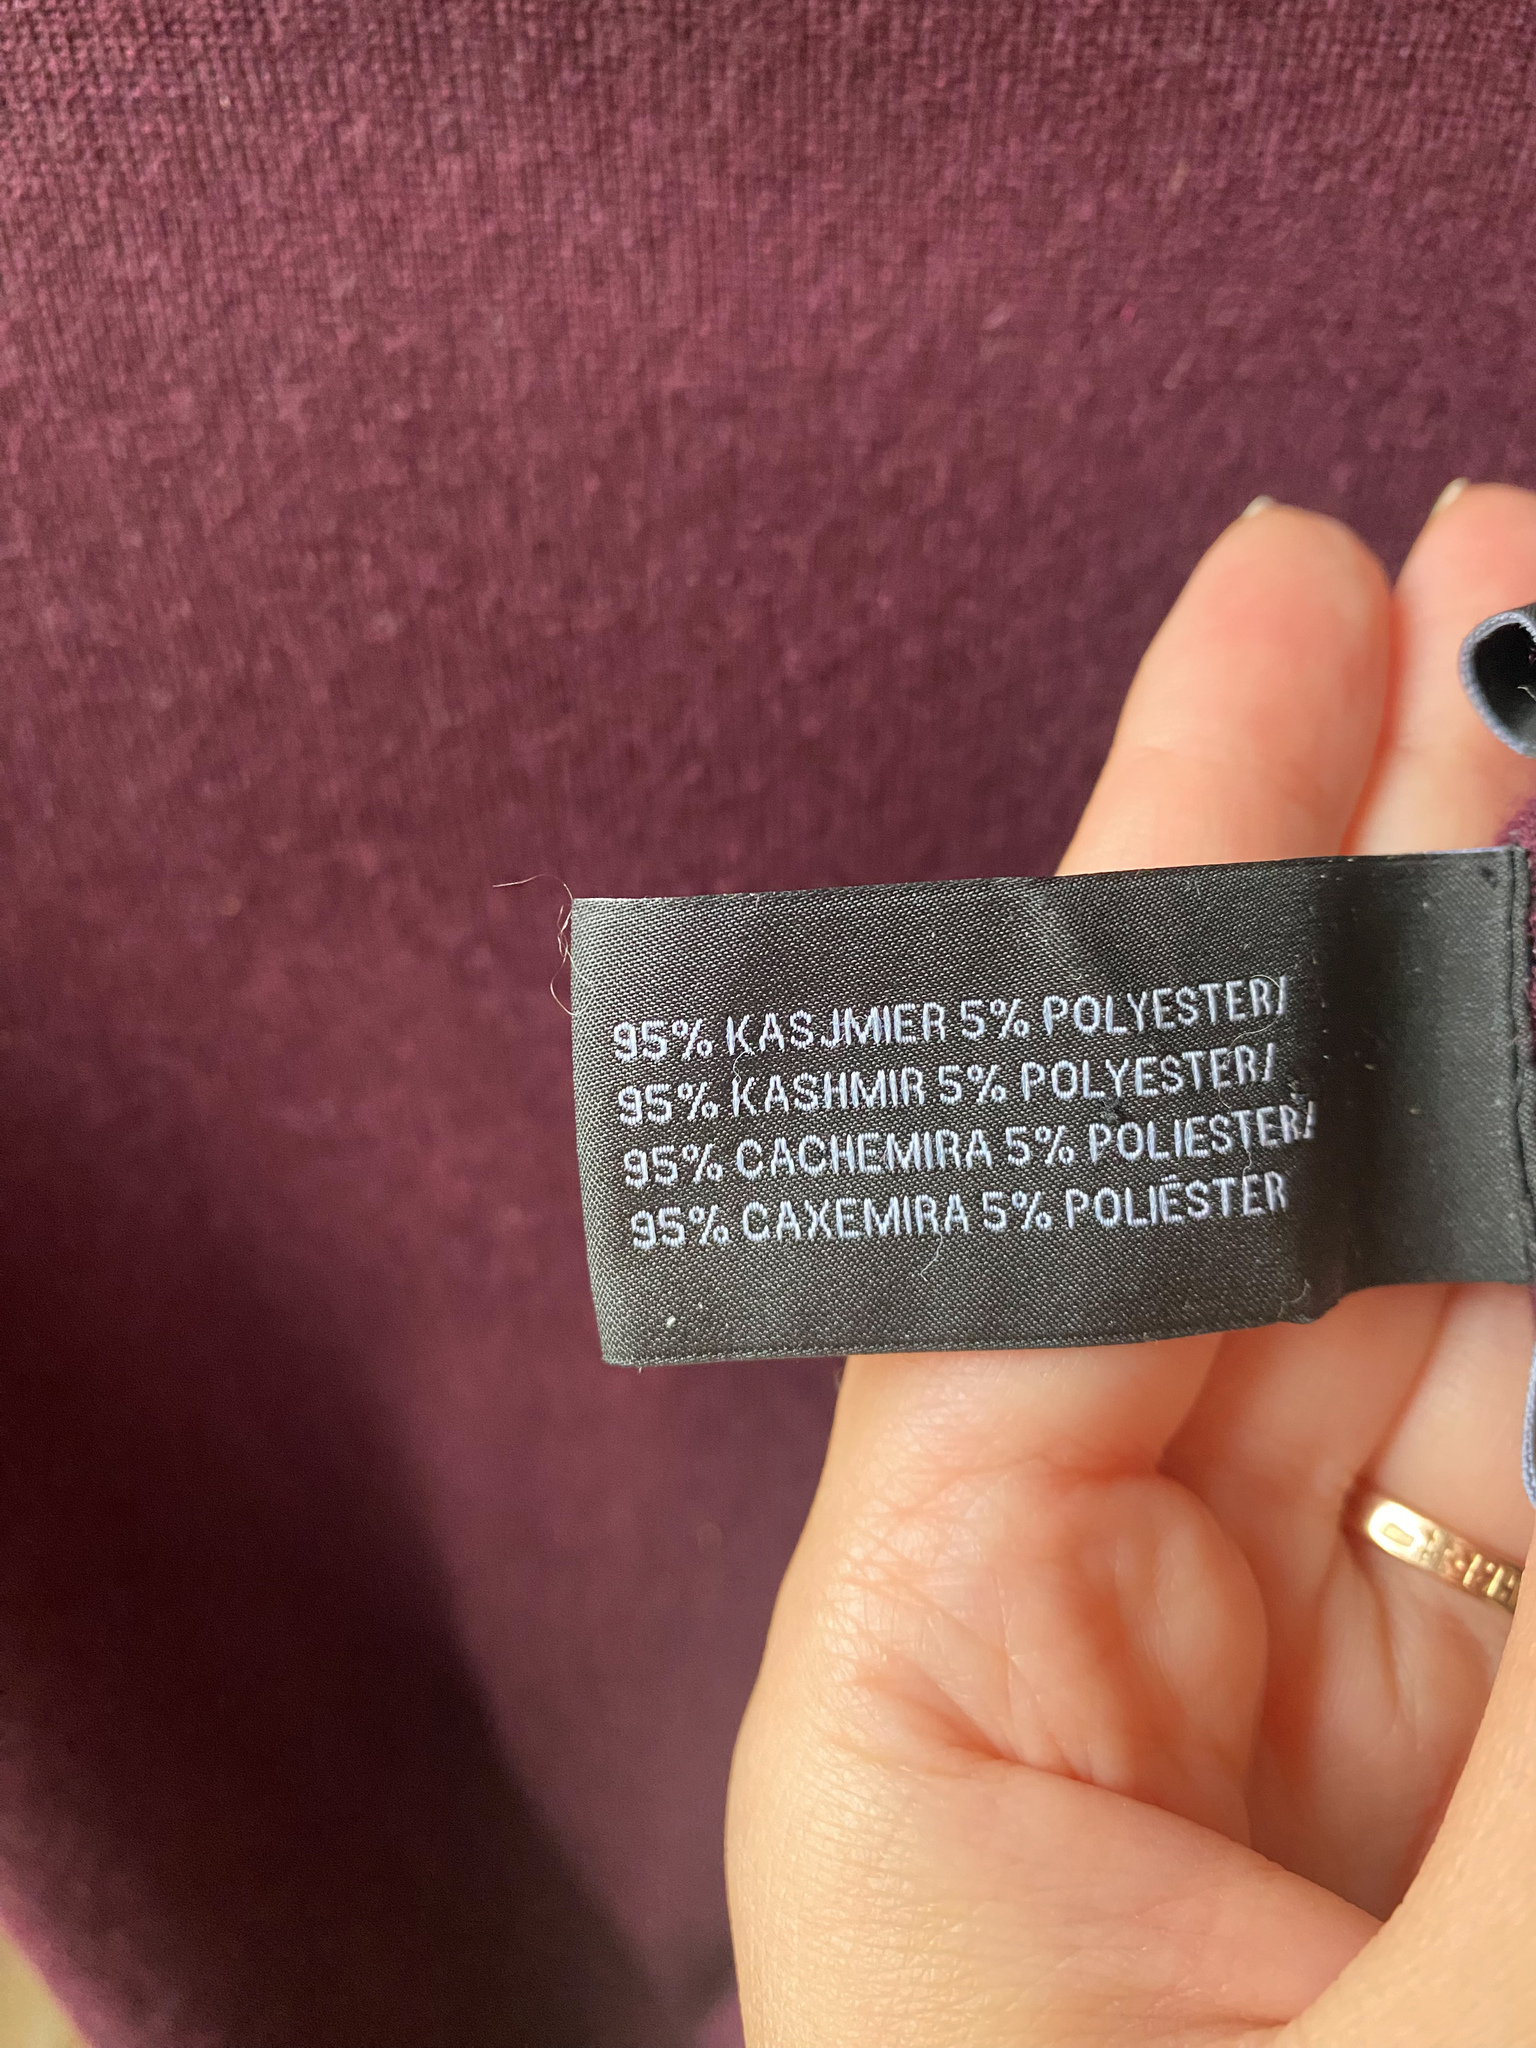 95% KASJMIER 5% POLYESTER/
95% KASHMIR 5% POLYESTER/
95% CACHEMIRA 5% POLIESTER/
95% CAXEMIRA 5% POLIÉSTER